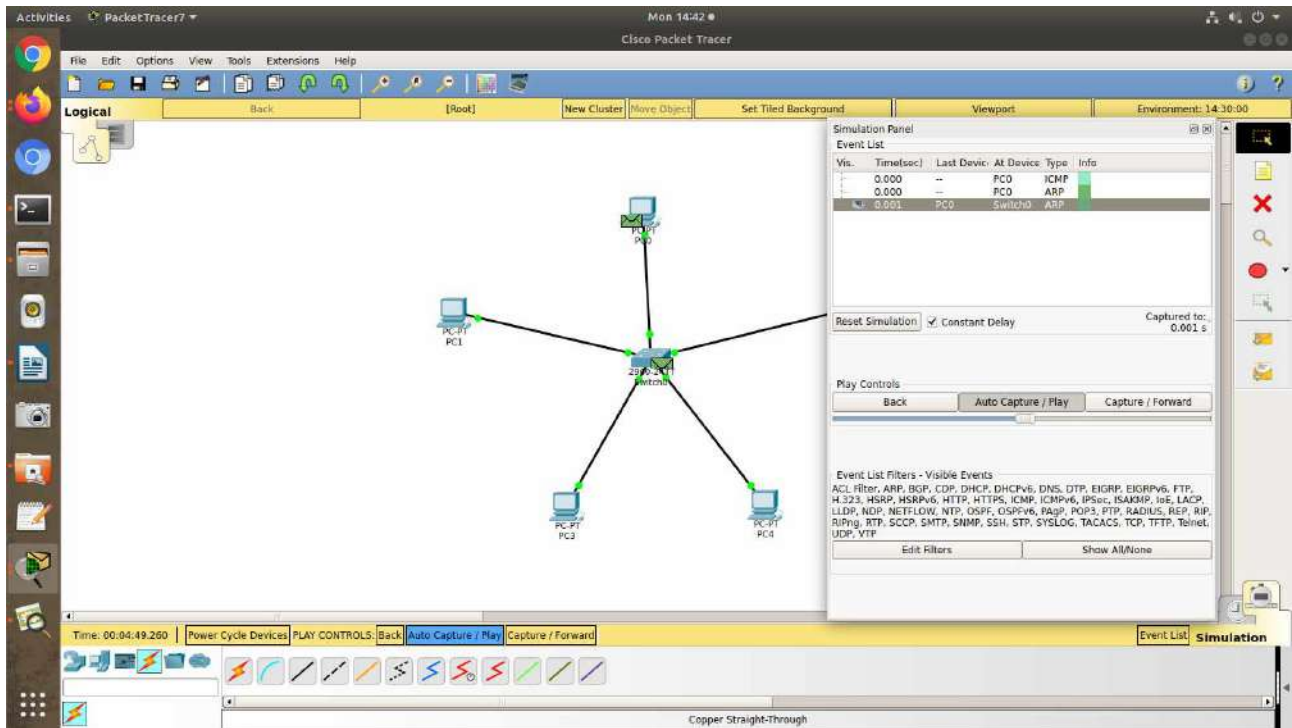 Activities PacketTracer7 Mon 14:42
Cisco Packet Tracer
File Edit Options View Tools Extensions Help
Logical Back [Root] New Cluster Move Object Set Tiled Background Viewport Environment: 14:30:00
Simulation Panel
Event List
Vis. Time(sec) Last Devic At Device Type Info
0.000 -- PC0 ICMP
0.000 -- PC0 ARP
0.001 PC0 Switch0 ARP
Reset Simulation Constant Delay Captured to:
0.001 s
Play Controls
Back Auto Capture / Play Capture / Forward
Event List Filters - Visible Events
ACL Filter, ARP, BGP, CDP, DHCP, DHCPv6, DNS, DTP, EIGRP, EIGRPv6, FTP,
H.323, HSRP, HSRPv6, HTTP, HTTPS, ICMP, ICMPv6, IPSec, ISAKMP, IoE, LACP,
LLDP, NDP, NETFLOW, NTP, OSPF, OSPFv6, PAgP, POP3, PTP, RADIUS, REP, RIP,
RIPng, RTP, SCCP, SMTP, SNMP, SSH, STP, SYSLOG, TACACS, TCP, TFTP, Telnet,
UDP, VTP
Edit Filters Show All/None
PC-PT
PC1
Switch0
PC-PT
PC3
PC-PT
PC4
Time: 00:04:49.260 Power Cycle Devices PLAY CONTROLS: Back Auto Capture / Play Capture / Forward Event List Simulation
Copper Straight-Through